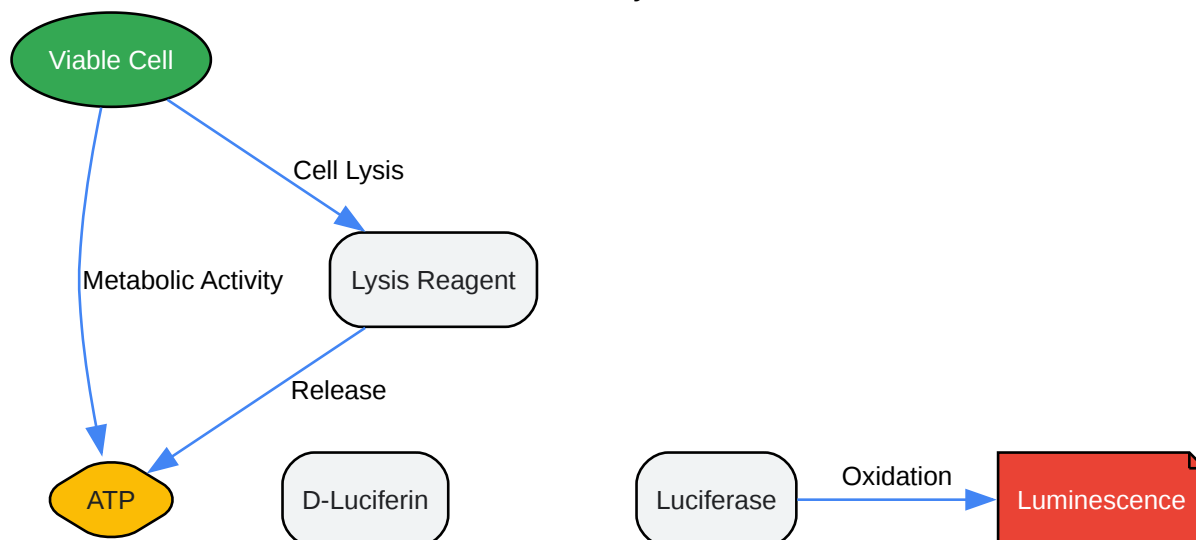 Viable Cell
Cell Lysis
Metabolic Activity
Lysis Reagent
Release
Oxidation
ATP
D-Luciferin
Luciferase
Luminescence